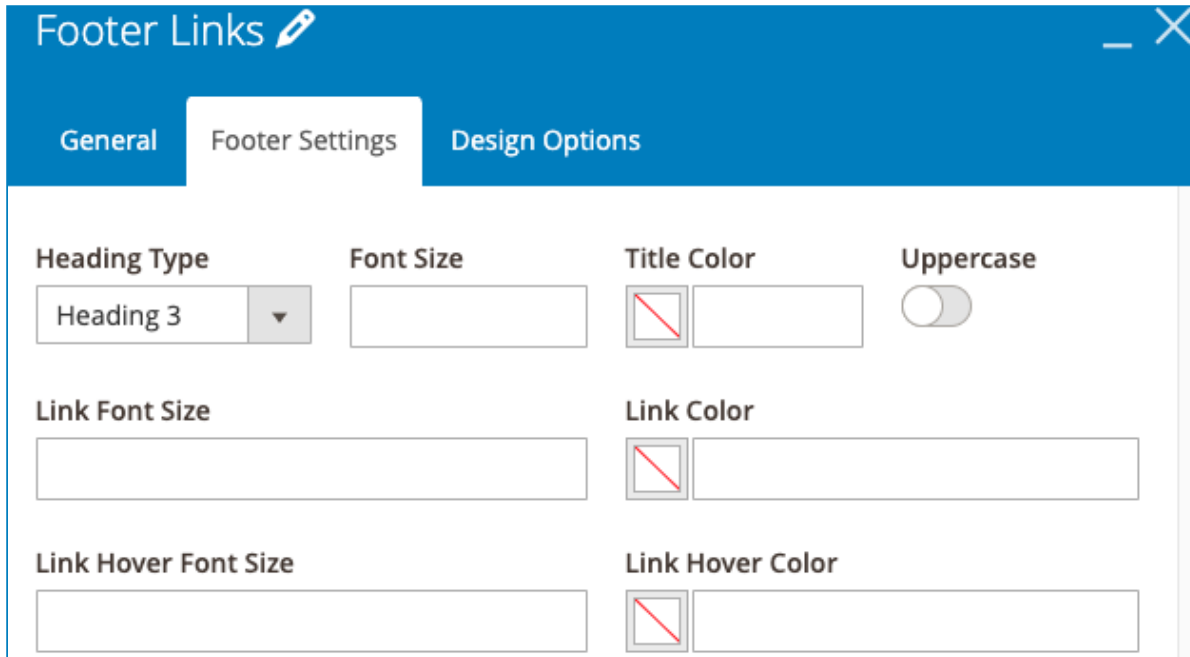 Footer Links
General Footer Settings Design Options
Heading Type Font Size Title Color Uppercase
Heading 3
Link Font Size Link Color
Link Hover Font Size Link Hover Color